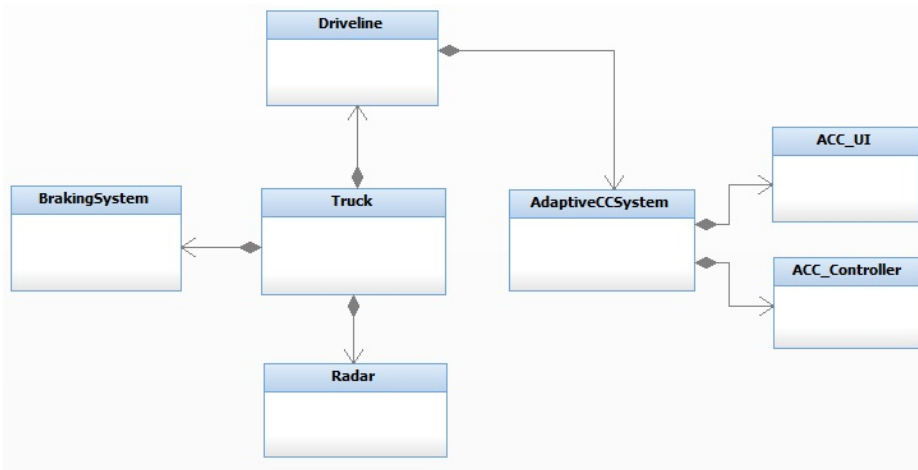 Driveline
ACC_UI
BrakingSystem
Truck
AdaptiveCCSystem
ACC_Controller
Radar